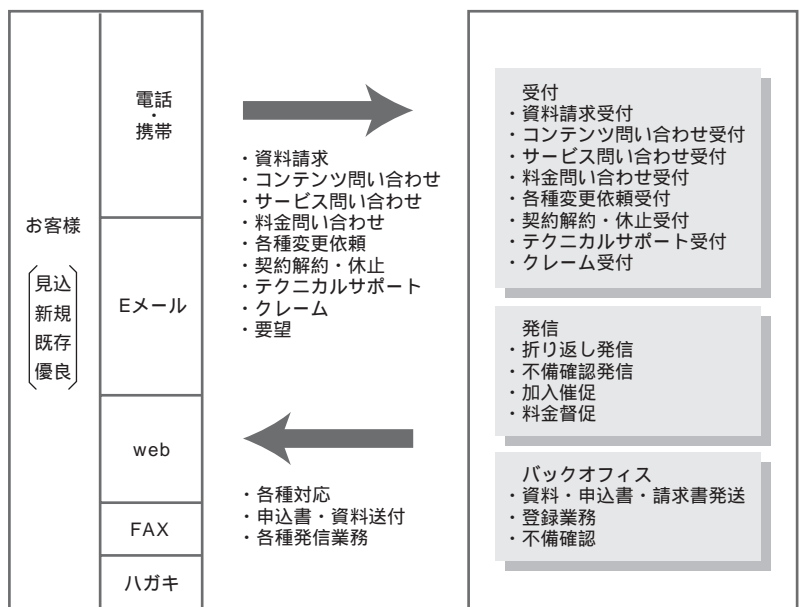 お客様
見込
新規
既存
優良
電話
・
携帯
Eメール
web
FAX
ハガキ
・資料請求
・コンテンツ問い合わせ
・サービス問い合わせ
・料金問い合わせ
・各種変更依頼
・契約解約・休止
・テクニカルサポート
・クレーム
・要望
・各種対応
・申込書・資料送付
・各種発信業務
受付
・資料請求受付
・コンテンツ問い合わせ受付
・サービス問い合わせ受付
・料金問い合わせ受付
・各種変更依頼受付
・契約解約・休止受付
・テクニカルサポート受付
・クレーム受付
発信
・折り返し発信
・不備確認発信
・加入催促
・料金督促
バックオフィス
・資料・申込書・請求書発送
・登録業務
・不備確認